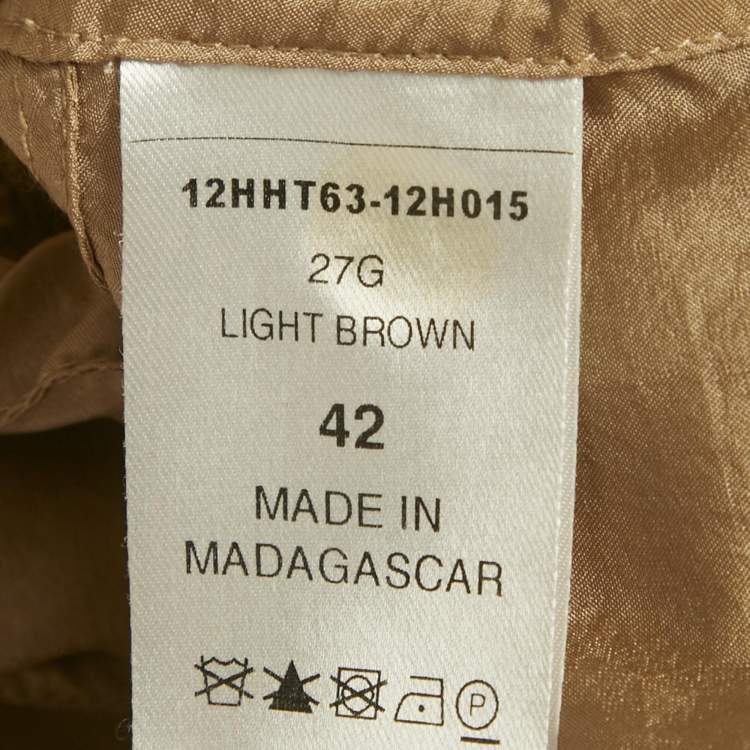 12HHT63-12H015
27G
LIGHT BROWN
42
MADE IN
MADAGASCAR
P